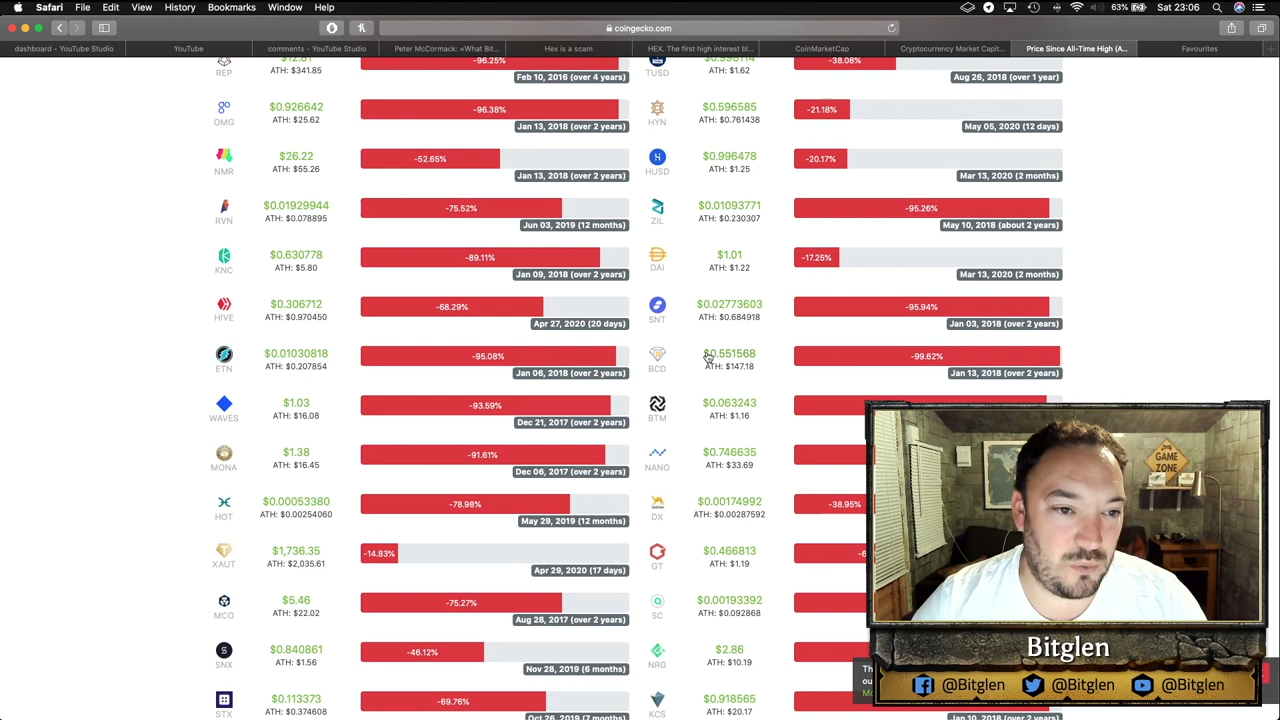 Safari File Edit View History Bookmarks Window Help
63% Sat 23:06
coingecko.com
dashboard - YouTube Studio YouTube comments - YouTube Studio Peter McCormack: «What Bit... Hex is a scam HEX. The first high interest bl... CoinMarketCap Cryptocurrency Market Capit... Price Since All-Time High (A... Favourites
REP $12.81 ATH: $341.85 -96.25% Feb 10, 2016 (over 4 years)
TUSD ATH: $1.62 -38.08% Aug 26, 2018 (over 1 year)
OMG $0.926642 ATH: $25.62 -96.38% Jan 13, 2018 (over 2 years)
HYN $0.596585 ATH: $0.761438 -21.18% May 05, 2020 (12 days)
NMR $26.22 ATH: $55.26 -52.65% Jan 13, 2018 (over 2 years)
HUSD $0.996478 ATH: $1.25 -20.17% Mar 13, 2020 (2 months)
RVN $0.01929944 ATH: $0.078895 -75.52% Jun 03, 2019 (12 months)
ZIL $0.01093771 ATH: $0.230307 -95.26% May 10, 2018 (about 2 years)
KNC $0.630778 ATH: $5.80 -89.11% Jan 09, 2018 (over 2 years)
DAI $1.01 ATH: $1.22 -17.25% Mar 13, 2020 (2 months)
HIVE $0.306712 ATH: $0.970450 -68.29% Apr 27, 2020 (20 days)
SNT $0.02773603 ATH: $0.684918 -95.94% Jan 03, 2018 (over 2 years)
ETN $0.01030818 ATH: $0.207854 -95.08% Jan 06, 2018 (over 2 years)
BCD $0.551568 ATH: $147.18 -99.62% Jan 13, 2018 (over 2 years)
WAVES $1.03 ATH: $16.08 -93.59% Dec 21, 2017 (over 2 years)
BTM $0.063243 ATH: $1.16
MONA $1.38 ATH: $16.45 -91.61% Dec 06, 2017 (over 2 years)
NANO $0.746635 ATH: $33.69
HOT $0.00053380 ATH: $0.00254060 -78.98% May 29, 2019 (12 months)
DX $0.00174992 ATH: $0.00287592 -38.95%
XAUT $1,736.35 ATH: $2,035.61 -14.83% Apr 29, 2020 (17 days)
GT $0.466813 ATH: $1.19
MCO $5.46 ATH: $22.02 -75.27% Aug 28, 2017 (over 2 years)
SC $0.00193392 ATH: $0.092868
SNX $0.840861 ATH: $1.56 -46.12% Nov 28, 2019 (6 months)
NRG $2.86 ATH: $10.19
STX $0.113373 ATH: $0.374608 -69.76% Oct 26, 2019 (7 months)
KCS $0.918565 ATH: $20.17 Jan 10, 2018 (over 2 years)
GAME ZONE
Bitglen
@Bitglen @Bitglen @Bitglen